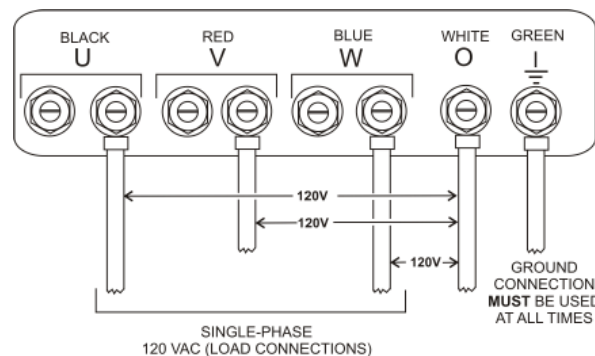 BLACK
U
RED
V
BLUE
W
WHITE
O
GREEN
120V
120V
120V
GROUND
CONNECTION
MUST BE USED
AT ALL TIMES
SINGLE-PHASE
120 VAC (LOAD CONNECTIONS)